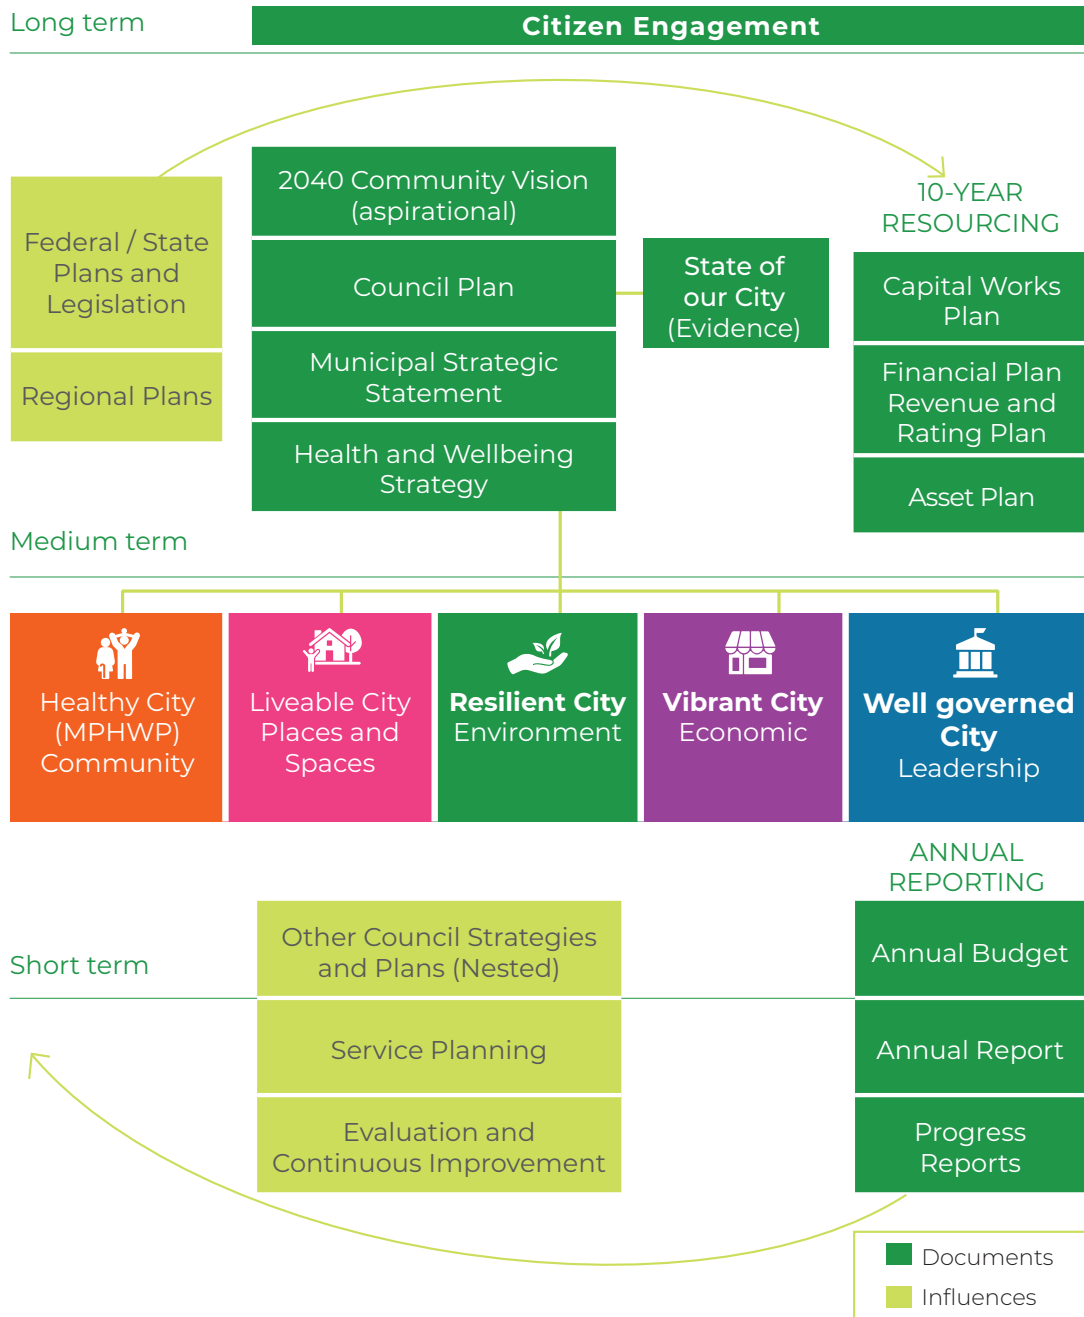 Long term
Citizen Engagement
Federal / State
Plans and
Legislation
Regional Plans
2040 Community Vision
(aspirational)
Council Plan
Municipal Strategic
Statement
Health and Wellbeing
Strategy
State of
our City
(Evidence)
10-YEAR
RESOURCING
Capital Works
Plan
Financial Plan
Revenue and
Rating Plan
Asset Plan
Medium term
Healthy City
(MPHWP)
Community
Liveable City
Places and
Spaces
Resilient City
Environment
Vibrant City
Economic
Well governed
City
Leadership
Short term
Other Council Strategies
and Plans (Nested)
Service Planning
Evaluation and
Continuous Improvement
ANNUAL
REPORTING
Annual Budget
Annual Report
Progress
Reports
Documents
Influences